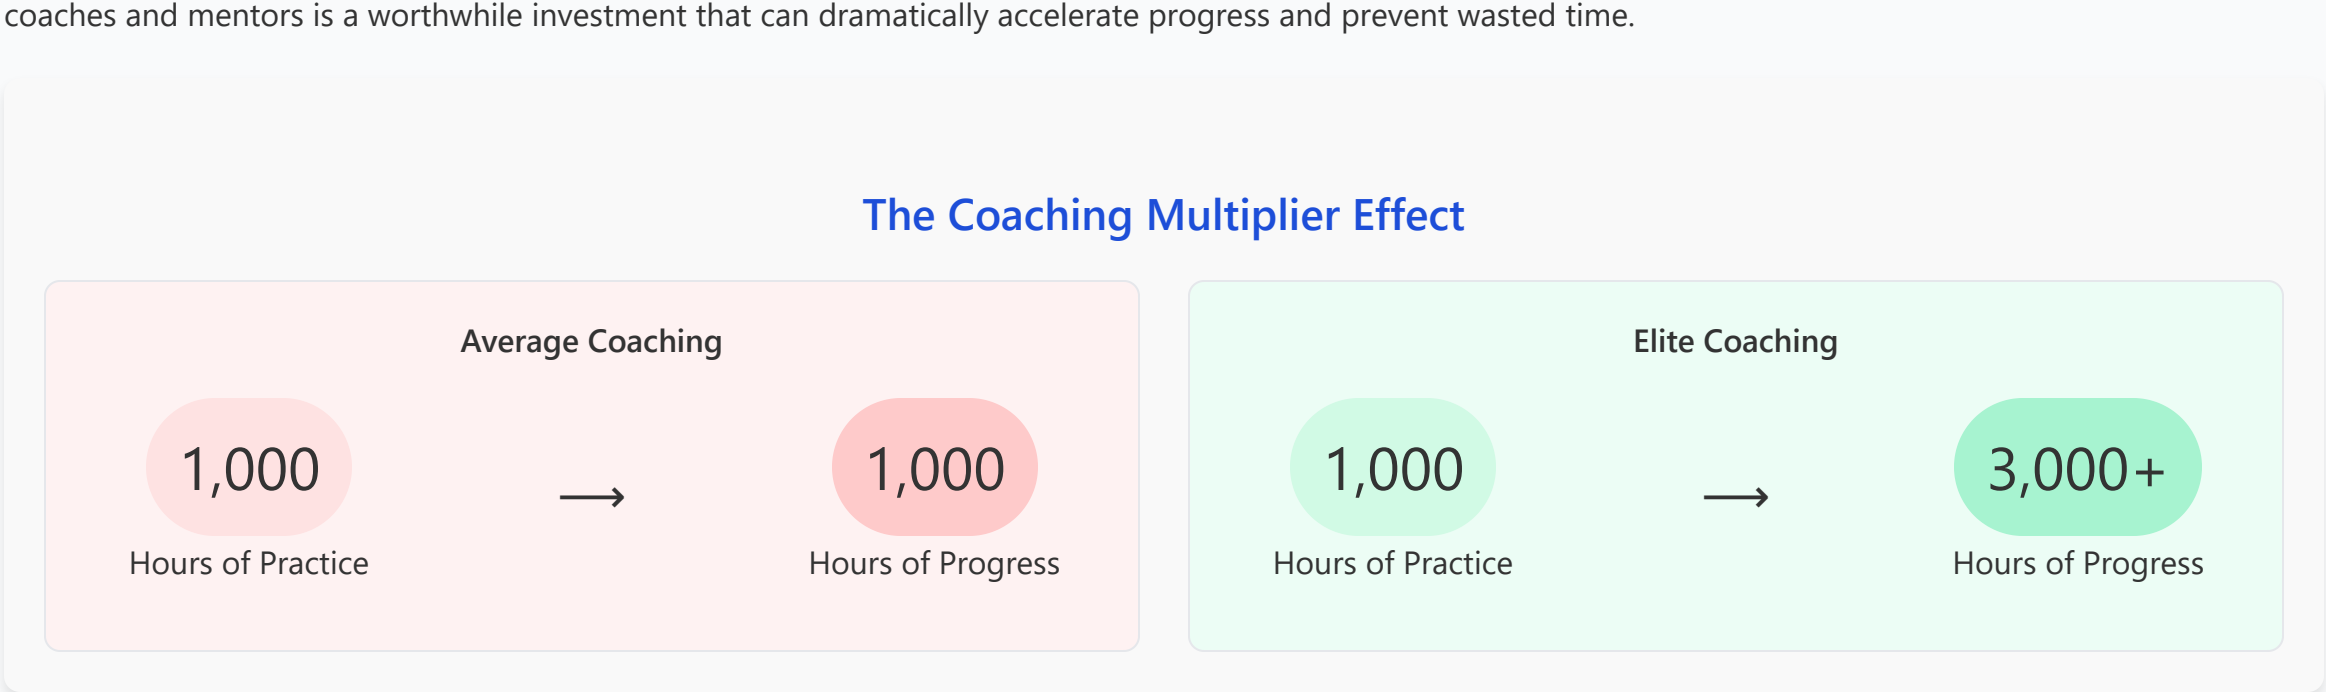 coaches and mentors is a worthwhile investment that can dramatically accelerate progress and prevent wasted time.
The Coaching Multiplier Effect
Average Coaching
1,000
Hours of Practice
⟶
1,000
Hours of Progress
Elite Coaching
1,000
Hours of Practice
⟶
3,000+
Hours of Progress